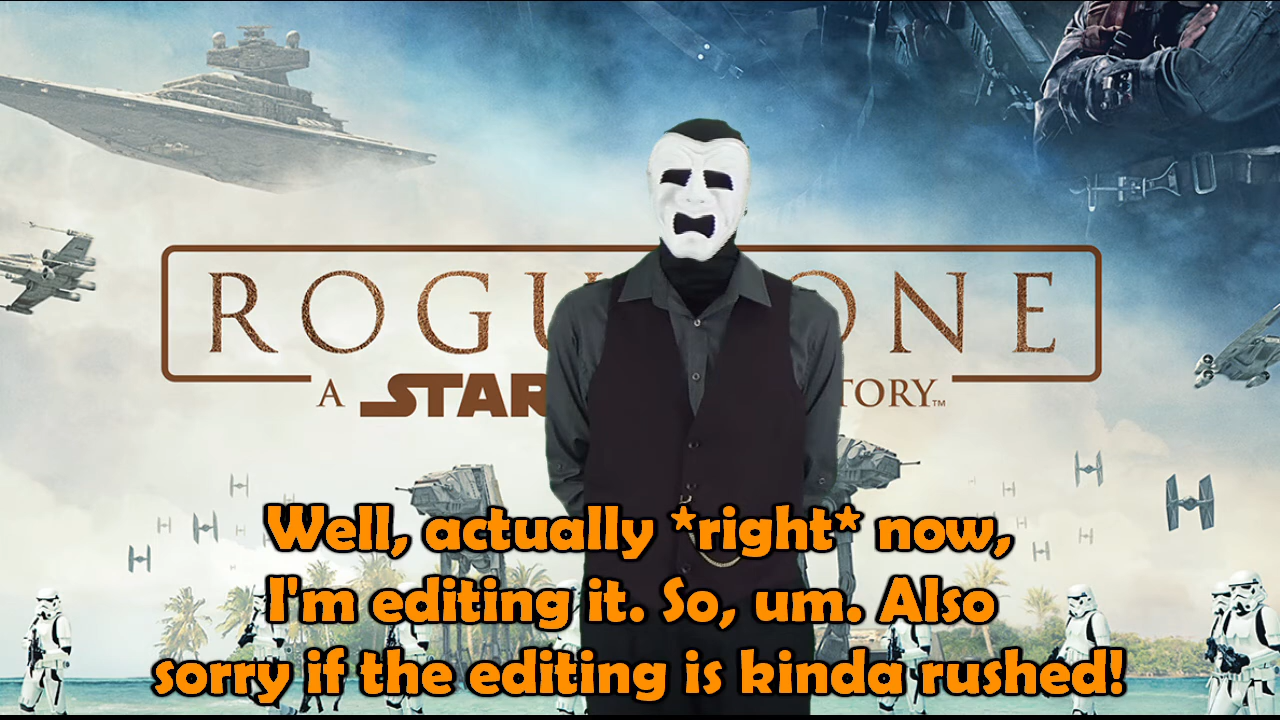 ROGU ONE
A STAR TORY™
Well, actually *right* now,
I'm editing it. So, um. Also
sorry if the editing is kinda rushed!